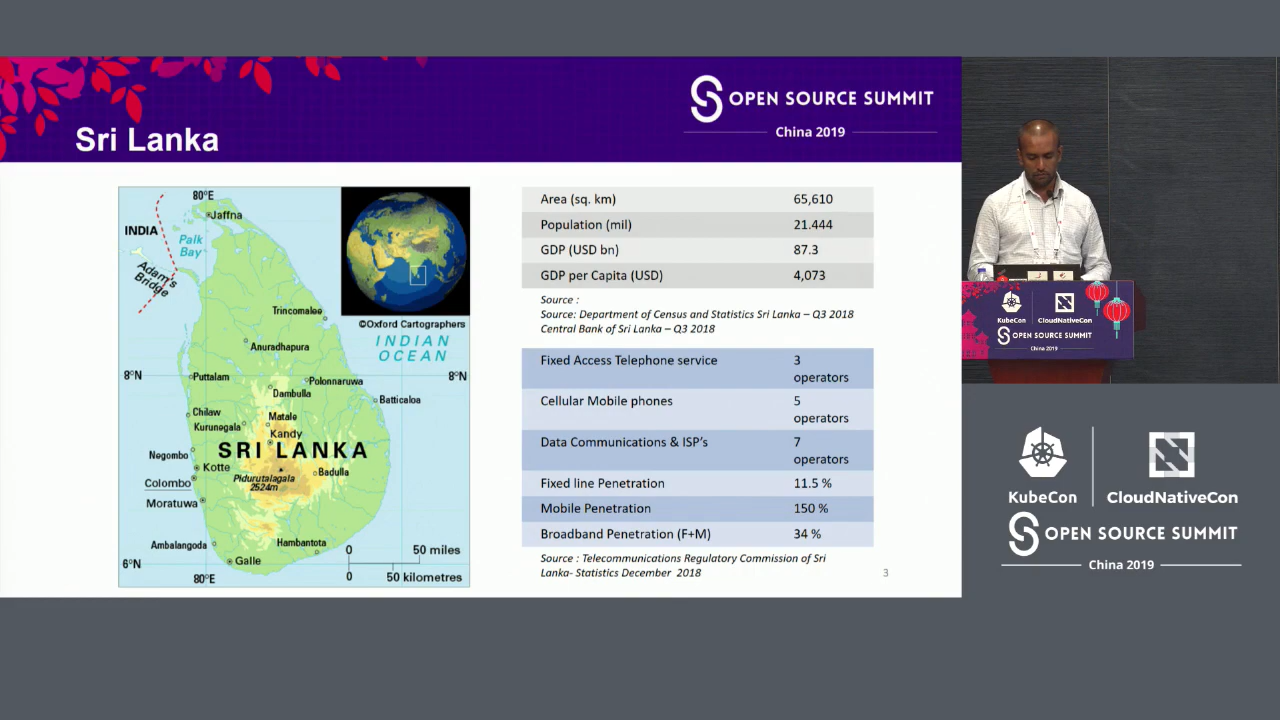 Sri Lanka
OPEN SOURCE SUMMIT
China 2019
80°E
Jaffna
INDIA
Palk
Bay
Adam's
Bridge
Trincomalee
©Oxford Cartographers
INDIAN
OCEAN
Anuradhapura
8°N
Puttalam
Polonnaruwa
8°N
Dambulla
Batticaloa
Chilaw
Matale
Kurunegala
Kandy
SRI LANKA
Negombo
Kotte
Pidurutalagala
2524m
Badulla
Colombo
Moratuwa
Ambalangoda
Hambantota
0 50 miles
6°N
Galle
0 50 kilometres
80°E
Area (sq. km) 65,610
Population (mil) 21.444
GDP (USD bn) 87.3
GDP per Capita (USD) 4,073
Source :
Source: Department of Census and Statistics Sri Lanka – Q3 2018
Central Bank of Sri Lanka – Q3 2018
Fixed Access Telephone service 3
operators
Cellular Mobile phones 5
operators
Data Communications & ISP's 7
operators
Fixed line Penetration 11.5 %
Mobile Penetration 150 %
Broadband Penetration (F+M) 34 %
Source : Telecommunications Regulatory Commission of Sri
Lanka- Statistics December 2018
3
KubeCon CloudNativeCon
OPEN SOURCE SUMMIT
China 2019
KubeCon CloudNativeCon
OPEN SOURCE SUMMIT
China 2019